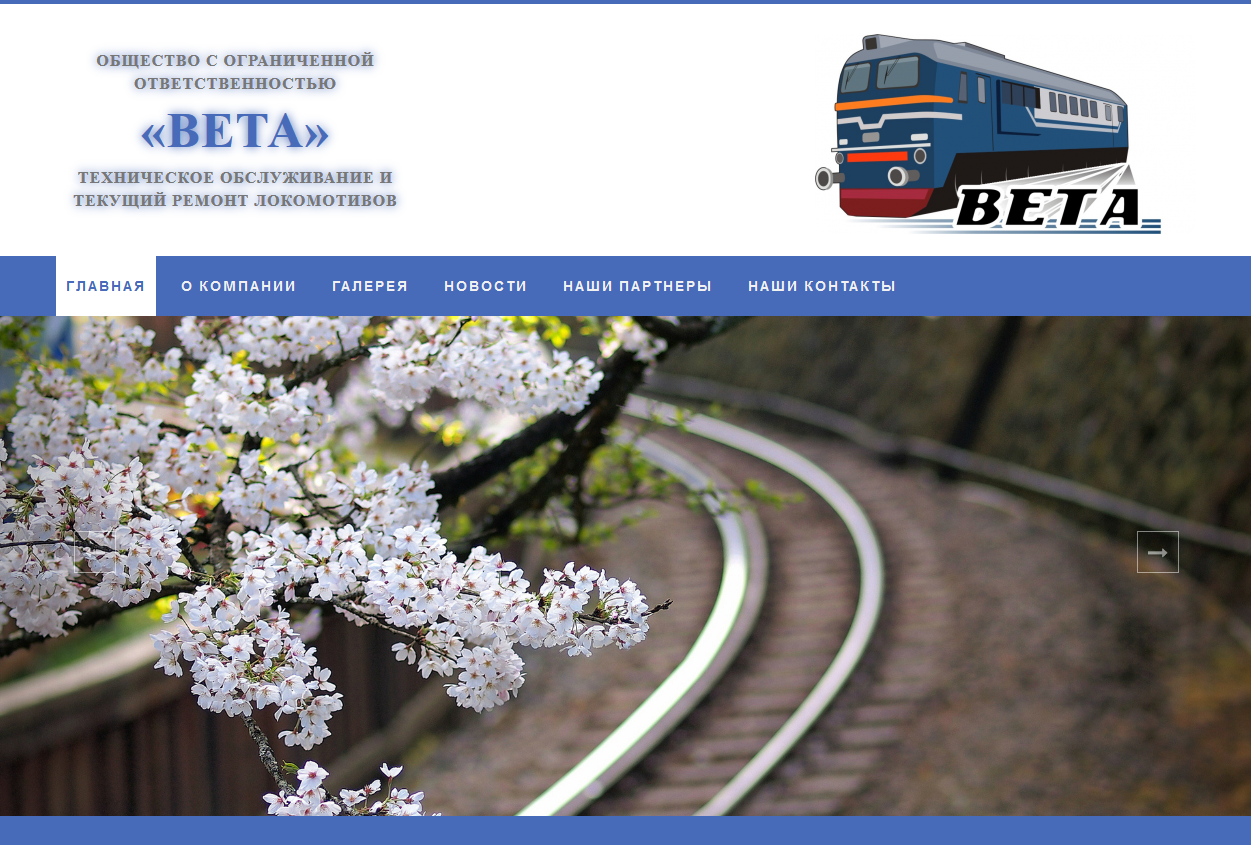 ОБЩЕСТВО С ОГРАНИЧЕННОЙ
ОТВЕТСТВЕННОСТЬЮ
«ВЕТА»
ТЕХНИЧЕСКОЕ ОБСЛУЖИВАНИЕ И
ТЕКУЩИЙ РЕМОНТ ЛОКОМОТИВОВ
ВЕТА
ГЛАВНАЯ О КОМПАНИИ ГАЛЕРЕЯ НОВОСТИ НАШИ ПАРТНЕРЫ НАШИ КОНТАКТЫ